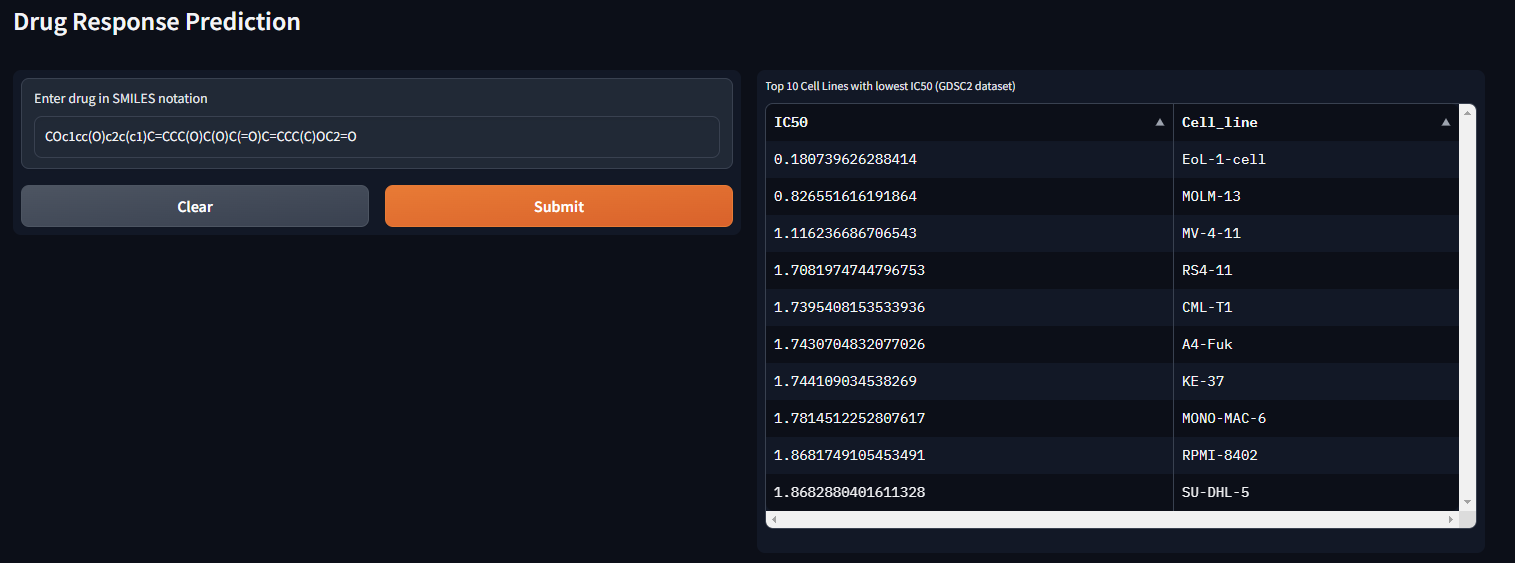 Drug Response Prediction
Enter drug in SMILES notation
COc1cc(O)c2c(c1)C=CCC(O)C(O)C(=O)C=CCC(C)OC2=O
Clear Submit
Top 10 Cell Lines with lowest IC50 (GDSC2 dataset)
IC50 Cell_line
0.180739626288414 EoL-1-cell
0.826551616191864 MOLM-13
1.116236686706543 MV-4-11
1.7081974744796753 RS4-11
1.7395408153533936 CML-T1
1.7430704832077026 A4-Fuk
1.744109034538269 KE-37
1.7814512252807617 MONO-MAC-6
1.8681749105453491 RPMI-8402
1.8682880401611328 SU-DHL-5